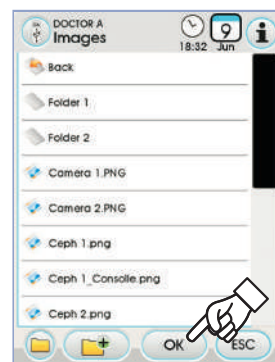 DOCTOR A
Images
18:32
9
Jun
i
Back
Folder 1
Folder 2
Camera 1.PNG
Camera 2.PNG
Ceph 1.png
Ceph 1_Consolle.png
Ceph 2.png
OK
ESC